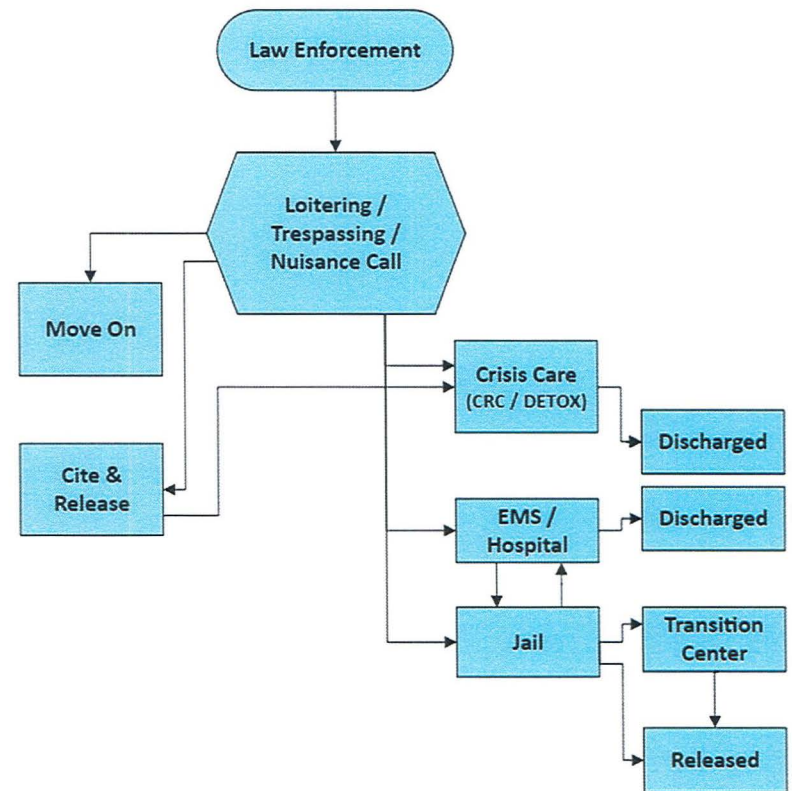 Law Enforcement
Loitering /
Trespassing /
Nuisance Call
Move On
Crisis Care
(CRC / DETOX)
Discharged
Cite &
Release
EMS /
Hospital
Discharged
Jail
Transition
Center
Released